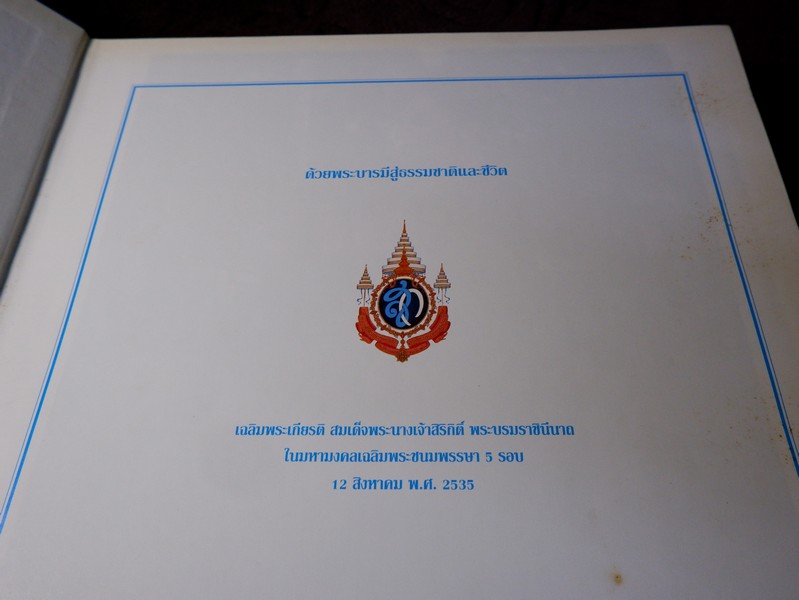 ด้วยพระบารมีสู่ธรรมชาติและชีวิต
สก
เฉลิมพระเกียรติ สมเด็จพระนางเจ้าสิริกิติ์ พระบรมราชินีนาถ
ในมหามงคลเฉลิมพระชนมพรรษา 5 รอบ
12 สิงหาคม พ.ศ. 2535